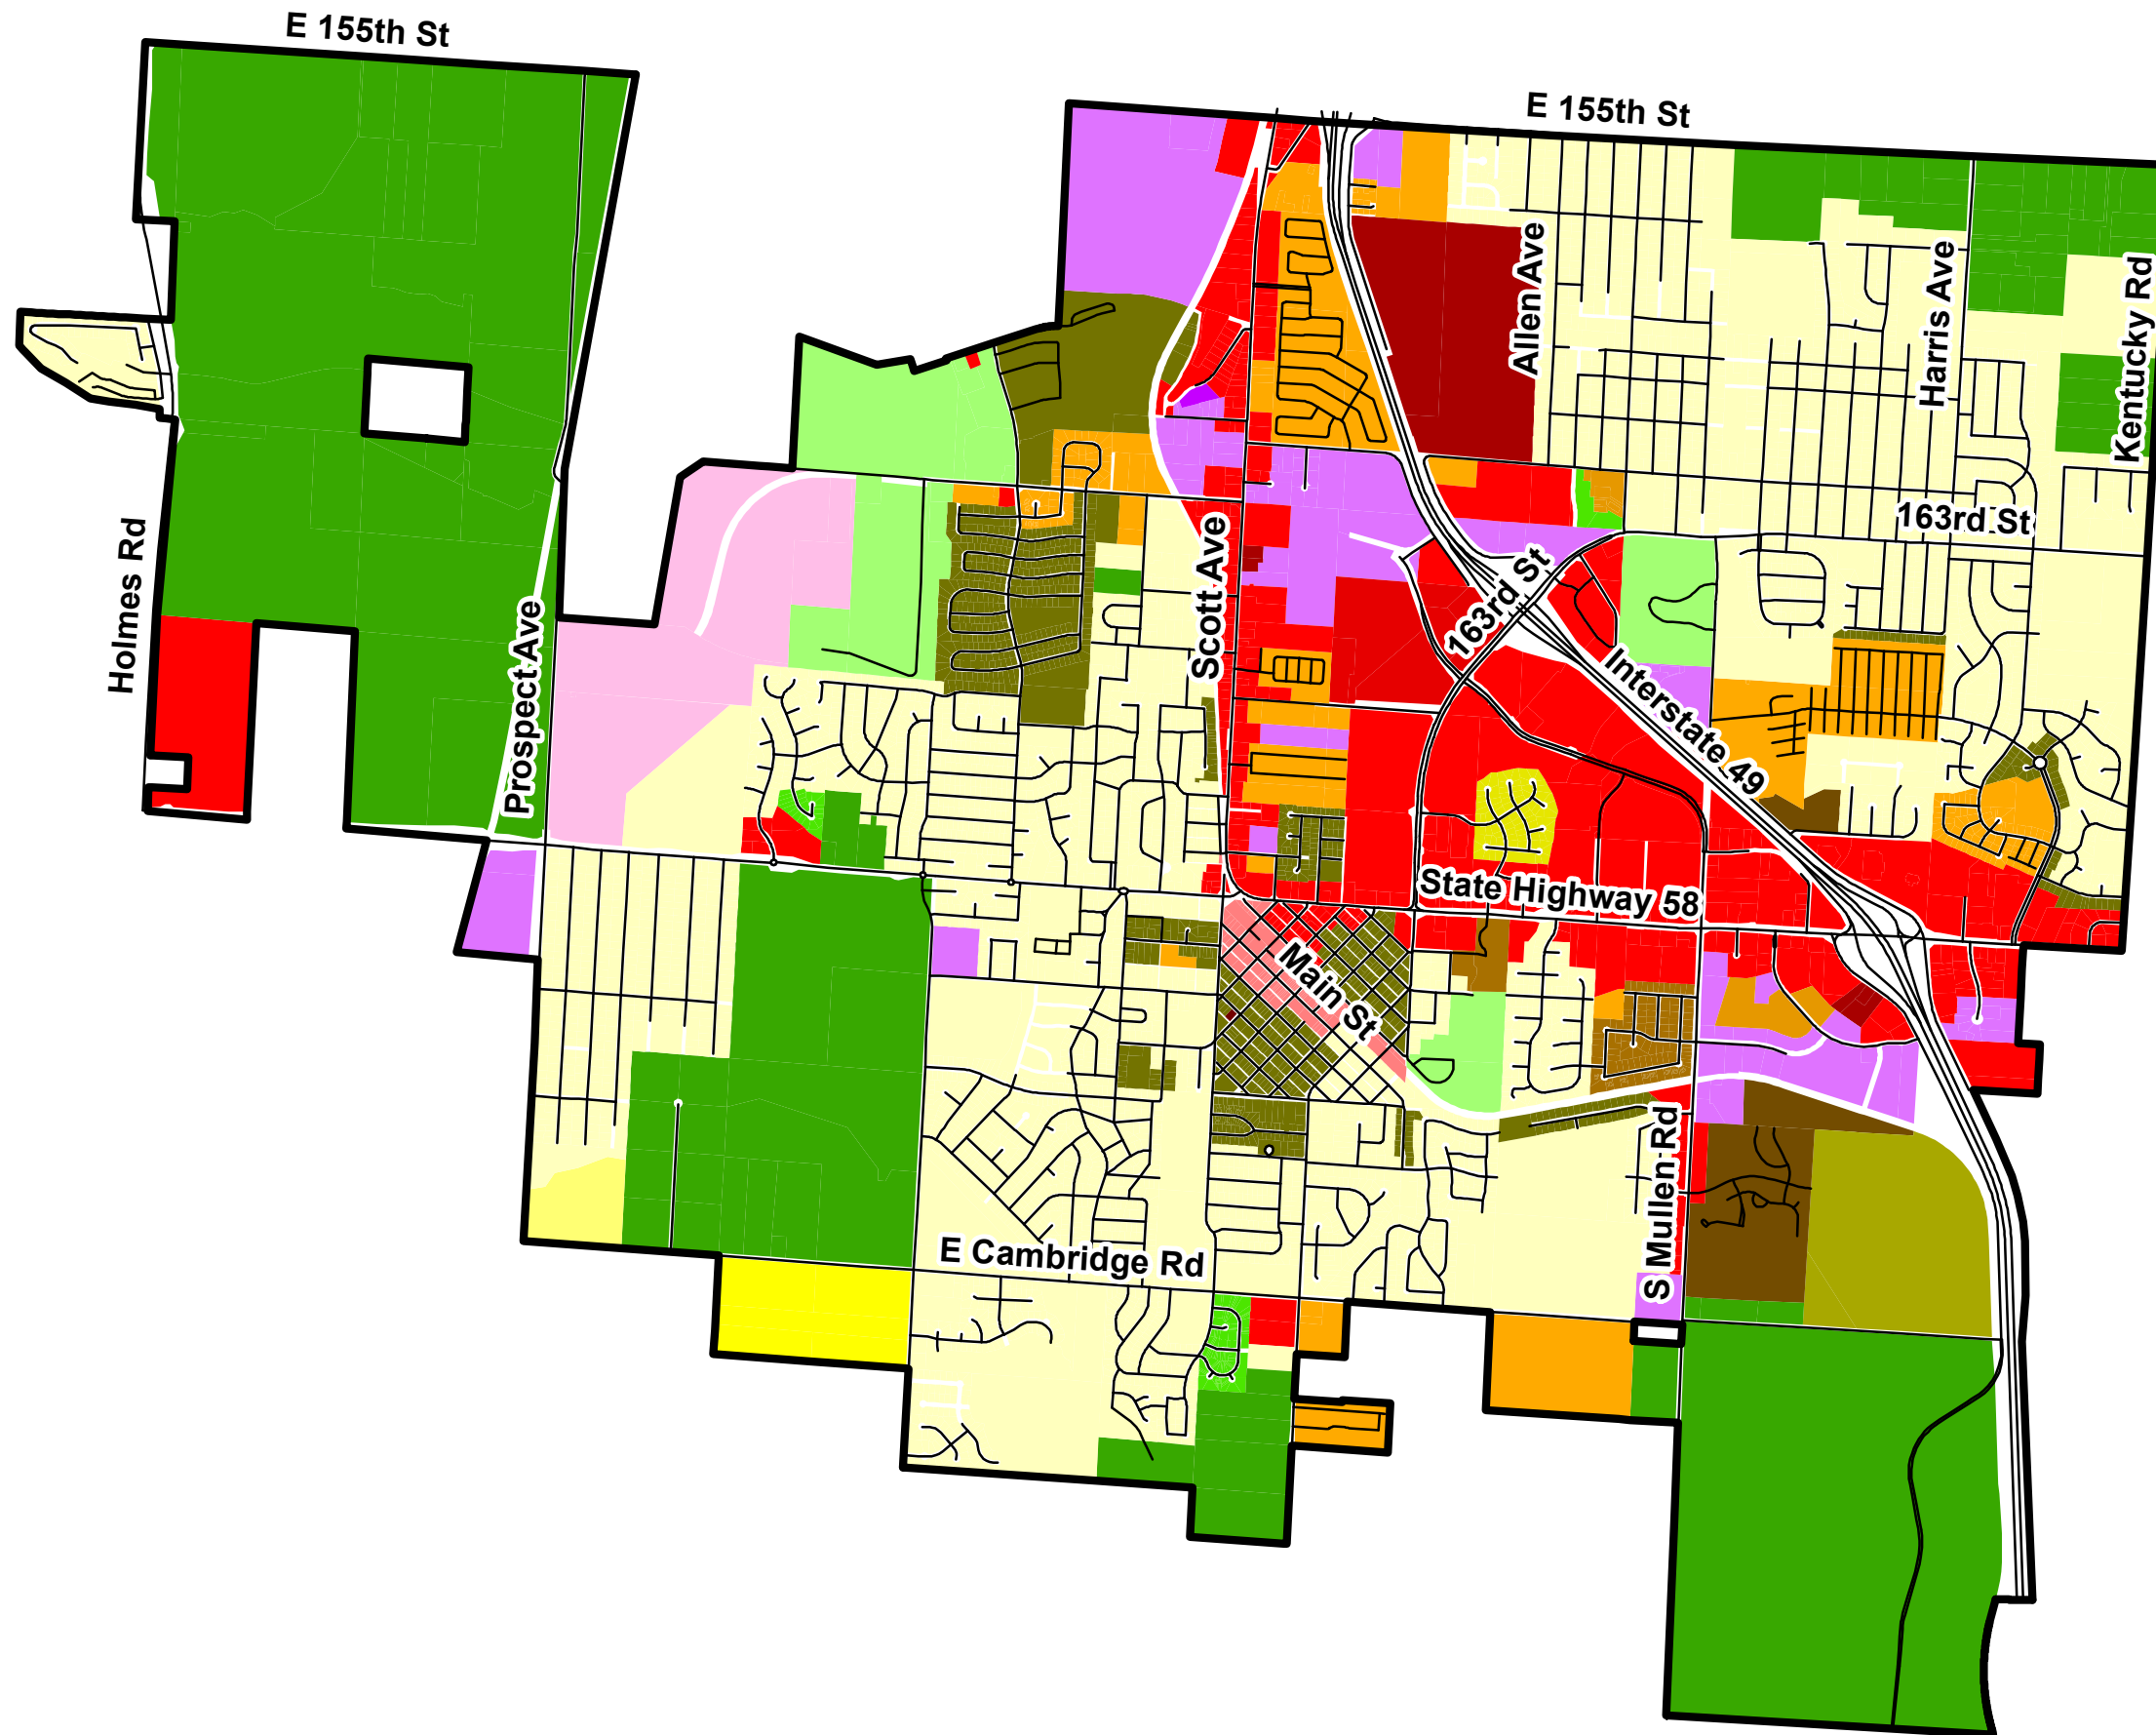 E 155th St
E 155th St
Allen Ave
Harris Ave
Kentucky Rd
163rd St
Holmes Rd
Prospect Ave
Scott Ave
163rd St
Interstate 49
State Highway 58
Main St
S Mullen Rd
E Cambridge Rd